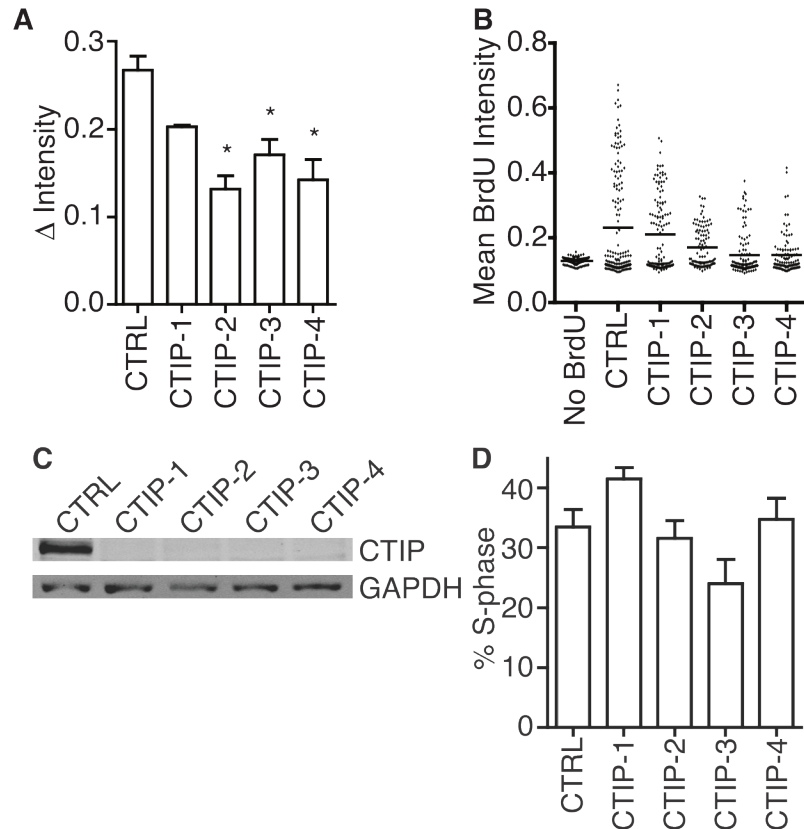 A
Δ Intensity
0.3
0.2
0.1
0.0
CTRL
CTIP-1
CTIP-2
CTIP-3
CTIP-4
*
*
*
B
Mean BrdU Intensity
0.8
0.6
0.4
0.2
0.0
No BrdU
CTRL
CTIP-1
CTIP-2
CTIP-3
CTIP-4
C
CTRL
CTIP-1
CTIP-2
CTIP-3
CTIP-4
CTIP
GAPDH
D
% S-phase
40
30
20
10
0
CTRL
CTIP-1
CTIP-2
CTIP-3
CTIP-4